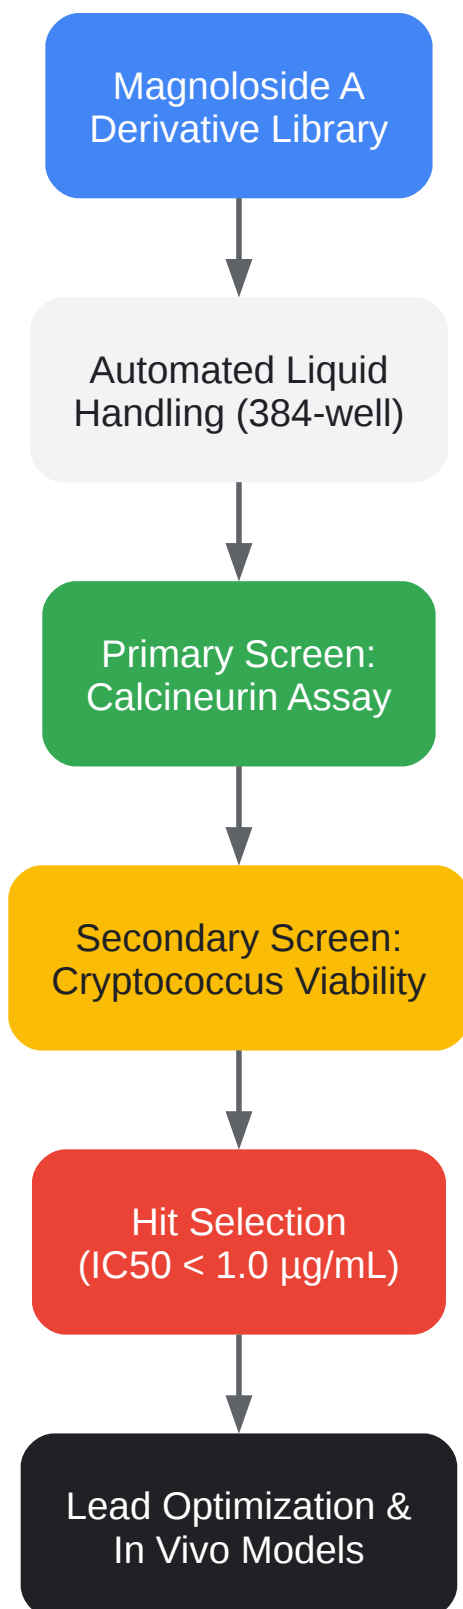 Magnoloside A
Derivative Library
Automated Liquid
Handling (384-well)
Primary Screen:
Calcineurin Assay
Secondary Screen:
Cryptococcus Viability
Hit Selection
(IC50 < 1.0 µg/mL)
Lead Optimization &
In Vivo Models